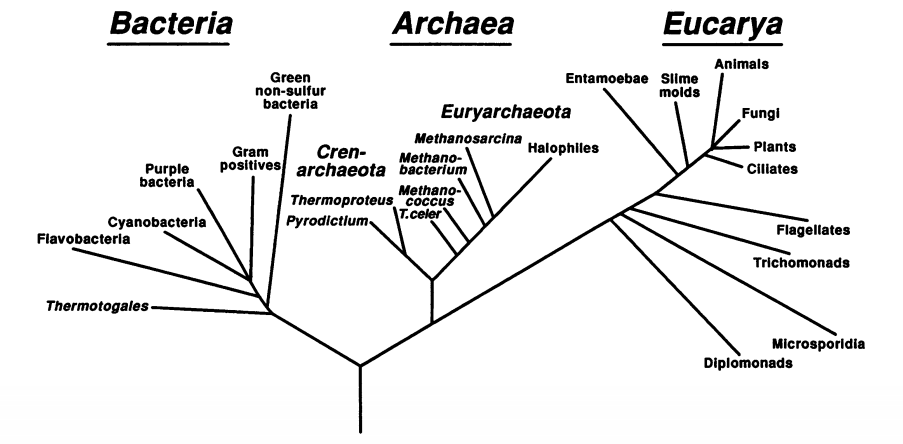 Bacteria
Archaea
Eucarya
Green
non-sulfur
bacteria
Gram
positives
Purple
bacteria
Cyanobacteria
Flavobacteria
Thermotogales
Cren-
archaeota
Thermoproteus
Pyrodictium
Euryarchaeota
Methanosarcina
Methano-
bacterium
Methano-
coccus
T.celer
Halophiles
Entamoebae
Slime
molds
Animals
Fungi
Plants
Ciliates
Flagellates
Trichomonads
Microsporidia
Diplomonads